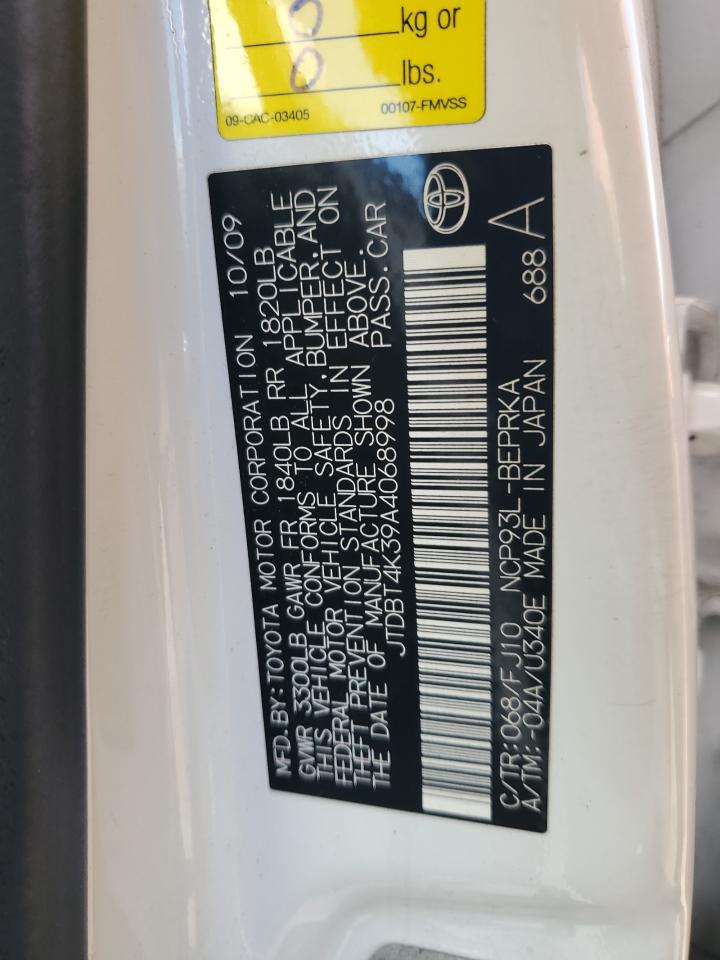 00
kg or
00
lbs.
09-CAC-03405 00107-FMVSS
MFD.BY:TOYOTA MOTOR CORPORATION 10/09
GVWR 3300LB GAWR FR 1840LB RR 1820LB
THIS VEHICLE CONFORMS TO ALL APPLICABLE
FEDERAL MOTOR VEHICLE SAFETY,BUMPER,AND
THEFT PREVENTION STANDARDS IN EFFECT ON
THE DATE OF MANUFACTURE SHOWN ABOVE.
JTDBT4K39A4068998 PASS.CAR
C/TR:068/FJ10 NCP93L-BEPRKA
A/TM:-04A/U340E MADE IN JAPAN 688 A